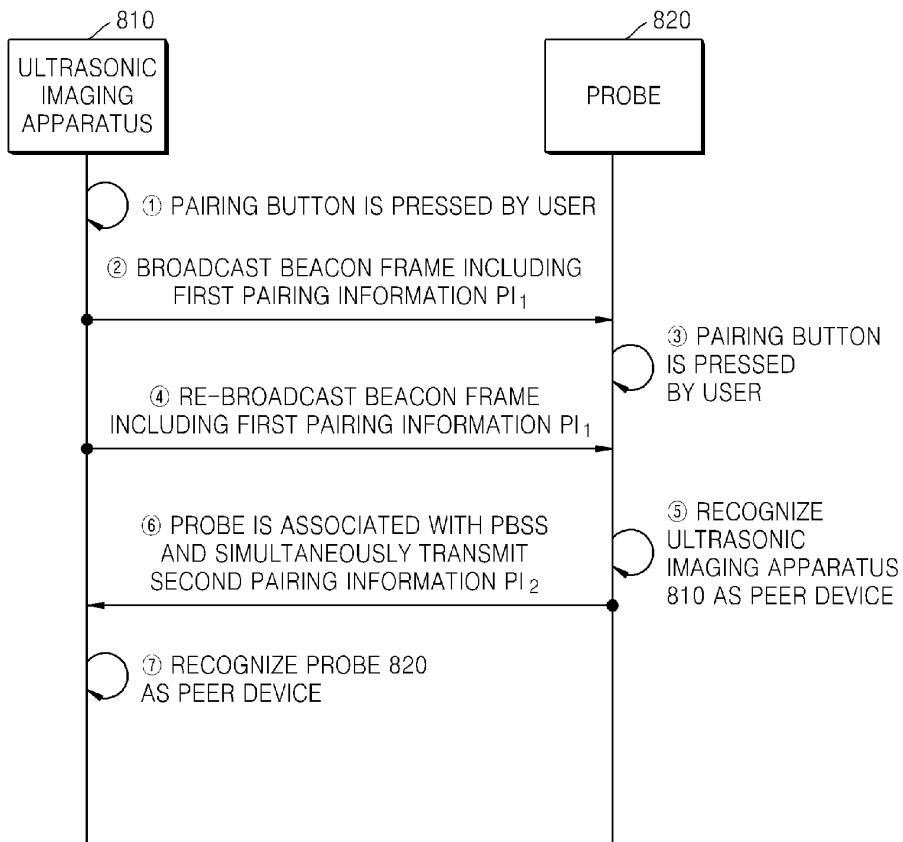 810
820
ULTRASONIC
IMAGING
APPARATUS
PROBE
① PAIRING BUTTON IS PRESSED BY USER
② BROADCAST BEACON FRAME INCLUDING
FIRST PAIRING INFORMATION PI₁
③ PAIRING BUTTON
IS PRESSED
BY USER
④ RE-BROADCAST BEACON FRAME
INCLUDING FIRST PAIRING INFORMATION PI₁
⑤ RECOGNIZE
ULTRASONIC
IMAGING APPARATUS
810 AS PEER DEVICE
⑥ PROBE IS ASSOCIATED WITH PBSS
AND SIMULTANEOUSLY TRANSMIT
SECOND PAIRING INFORMATION PI₂
⑦ RECOGNIZE PROBE 820
AS PEER DEVICE